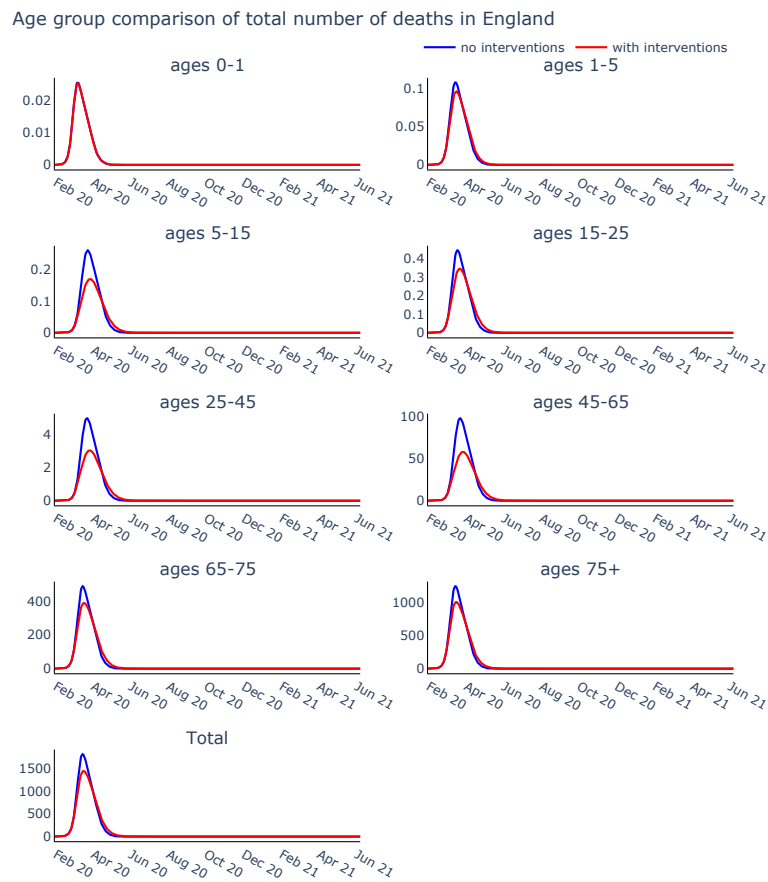 Age group comparison of total number of deaths in England
no interventions with interventions
ages 0-1 ages 1-5
0.02
0.01
0
0.1
0.05
0
Feb 20 Apr 20 Jun 20 Aug 20 Oct 20 Dec 20 Feb 21 Apr 21 Jun 21
Feb 20 Apr 20 Jun 20 Aug 20 Oct 20 Dec 20 Feb 21 Apr 21 Jun 21
ages 5-15 ages 15-25
0.2
0.1
0
0.4
0.3
0.2
0.1
0
Feb 20 Apr 20 Jun 20 Aug 20 Oct 20 Dec 20 Feb 21 Apr 21 Jun 21
Feb 20 Apr 20 Jun 20 Aug 20 Oct 20 Dec 20 Feb 21 Apr 21 Jun 21
ages 25-45 ages 45-65
4
2
0
100
50
0
Feb 20 Apr 20 Jun 20 Aug 20 Oct 20 Dec 20 Feb 21 Apr 21 Jun 21
Feb 20 Apr 20 Jun 20 Aug 20 Oct 20 Dec 20 Feb 21 Apr 21 Jun 21
ages 65-75 ages 75+
400
200
0
1000
500
0
Feb 20 Apr 20 Jun 20 Aug 20 Oct 20 Dec 20 Feb 21 Apr 21 Jun 21
Feb 20 Apr 20 Jun 20 Aug 20 Oct 20 Dec 20 Feb 21 Apr 21 Jun 21
Total
1500
1000
500
0
Feb 20 Apr 20 Jun 20 Aug 20 Oct 20 Dec 20 Feb 21 Apr 21 Jun 21